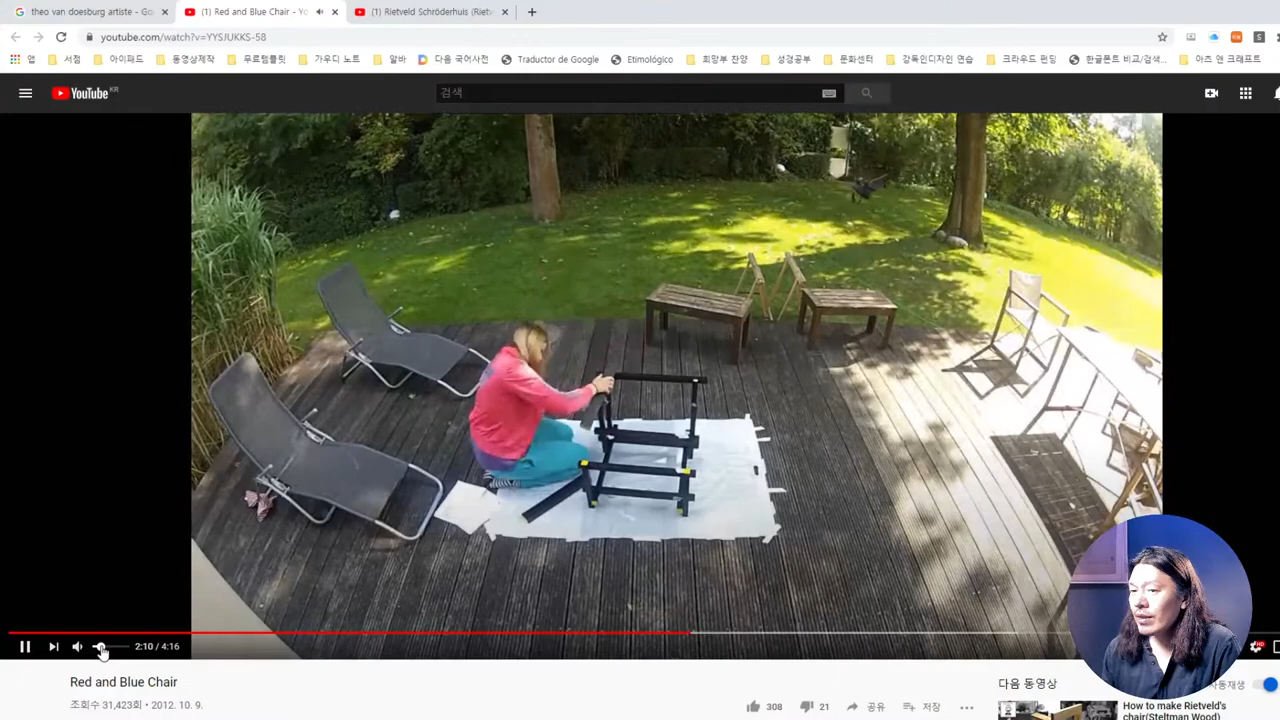 theo van doesburg artiste - Go
(1) Red and Blue Chair - Yo
(1) Rietveld Schröderhuis (Rietv
youtube.com/watch?v=YYSJUKKS-58
앱 서점 아이패드 동영상제작 무료템플릿 가우디 노트 알바 다음 국어사전 Traductor de Google Etimológico 희망부 찬양 성경공부 문화센터 감독인디자인 연습 크라우드 펀딩 한글폰트 비교/검색... 아즈 앤 크래프트
YouTube KR
검색
2:10 / 4:16
HD
Red and Blue Chair
조회수 31,423회 • 2012. 10. 9.
308 21 공유 저장
다음 동영상
자동재생
How to make Rietveld's
chair(Steltman Wood)